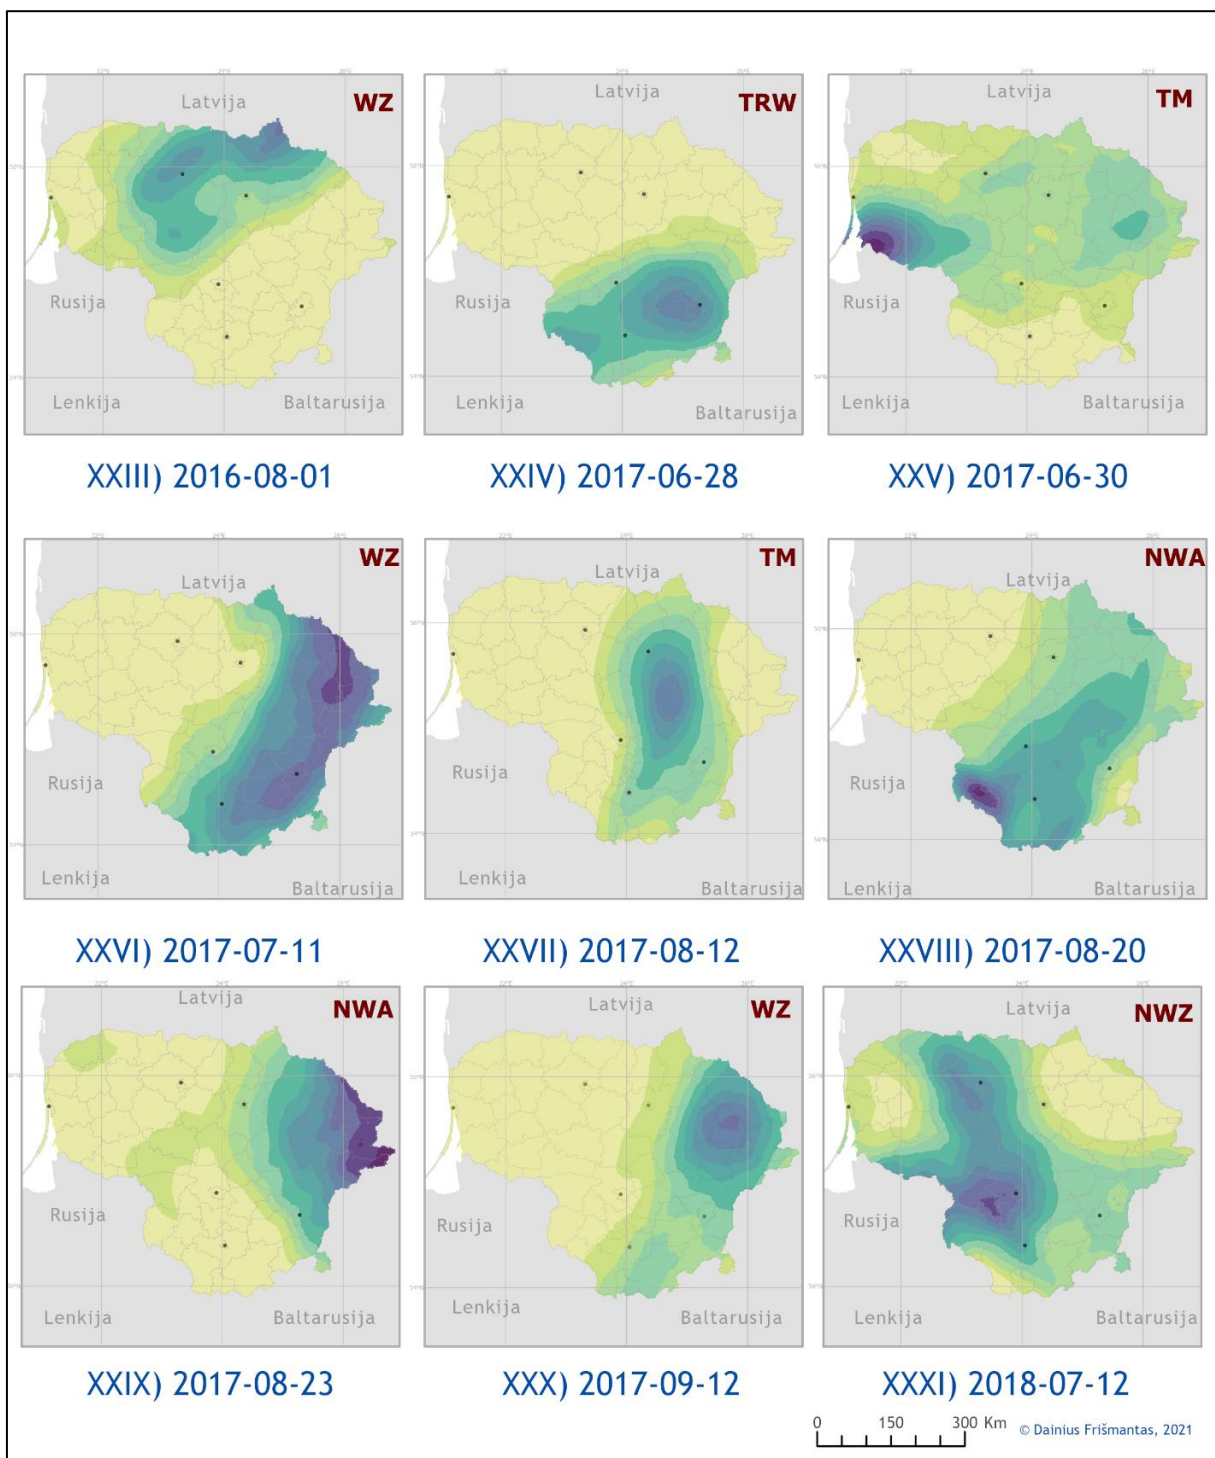 Latvija
WZ
Rusija
Lenkija
Baltarusija
XXIII) 2016-08-01
Latvija
TRW
Rusija
Lenkija
Baltarusija
XXIV) 2017-06-28
Latvija
TM
Rusija
Lenkija
Baltarusija
XXV) 2017-06-30
Latvija
WZ
Rusija
Lenkija
Baltarusija
XXVI) 2017-07-11
Latvija
TM
Rusija
Lenkija
Baltarusija
XXVII) 2017-08-12
Latvija
NWA
Rusija
Lenkija
Baltarusija
XXVIII) 2017-08-20
Latvija
NWA
Rusija
Lenkija
Baltarusija
XXIX) 2017-08-23
Latvija
WZ
Rusija
Lenkija
Baltarusija
XXX) 2017-09-12
Latvija
NWZ
Rusija
Lenkija
Baltarusija
XXXI) 2018-07-12
0 150 300 Km
© Dainius Frišmantas, 2021